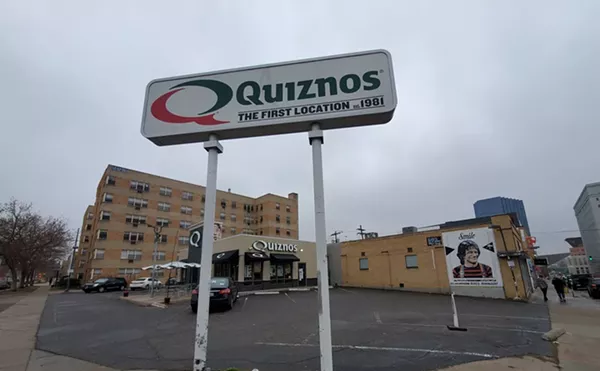 QUIZNOS
THE FIRST LOCATION EST. 1981
QUIZNOS
Smile